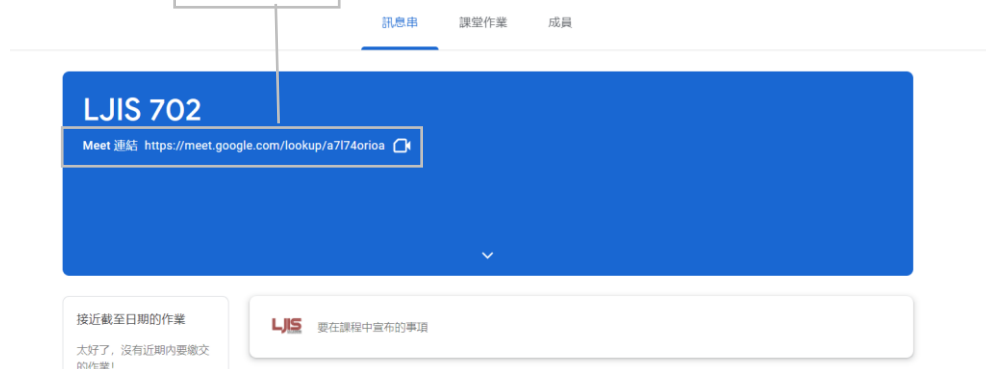 訊息串 課堂作業 成員
LJIS 702
Meet 連結 https://meet.google.com/lookup/a7l74orioa
接近截至日期的作業
太好了，沒有近期內要繳交
的作業！
LJIS 要在課程中宣布的事項